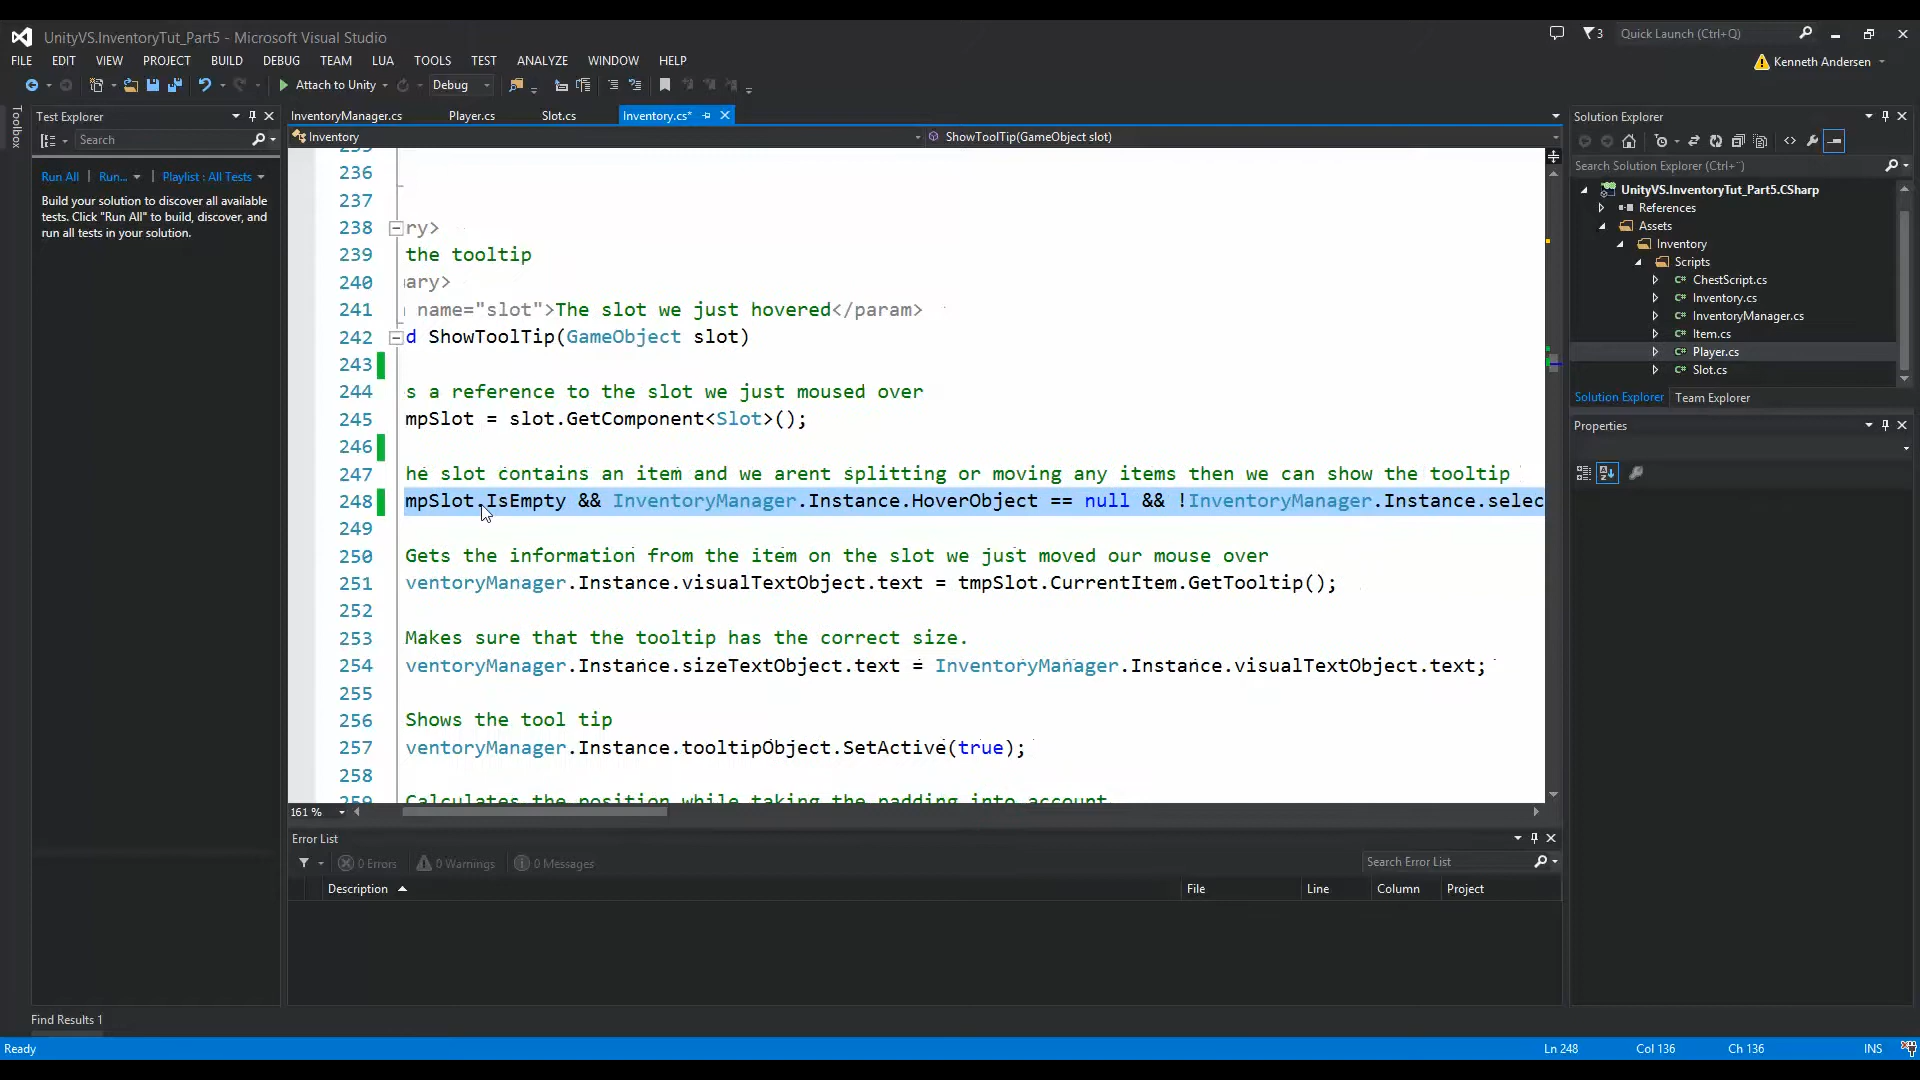 UnityVS.InventoryTut_Part5 - Microsoft Visual Studio
3
Quick Launch (Ctrl+Q)
FILE EDIT VIEW PROJECT BUILD DEBUG TEAM LUA TOOLS TEST ANALYZE WINDOW HELP
Kenneth Andersen
Attach to Unity Debug
Toolbox
Test Explorer
Search
Run All Run... Playlist : All Tests
Build your solution to discover all available
tests. Click "Run All" to build, discover, and
run all tests in your solution.
InventoryManager.cs Player.cs Slot.cs Inventory.cs*
Inventory ShowToolTip(GameObject slot)
236
237
238 ry>
239 the tooltip
240 ary>
241 name="slot">The slot we just hovered</param>
242 d ShowToolTip(GameObject slot)
243
244 s a reference to the slot we just moused over
245 mpSlot = slot.GetComponent<Slot>();
246
247 he slot contains an item and we arent splitting or moving any items then we can show the tooltip
248 mpSlot.IsEmpty && InventoryManager.Instance.HoverObject == null && !InventoryManager.Instance.selec
249
250 Gets the information from the item on the slot we just moved our mouse over
251 ventoryManager.Instance.visualTextObject.text = tmpSlot.CurrentItem.GetTooltip();
252
253 Makes sure that the tooltip has the correct size.
254 ventoryManager.Instance.sizeTextObject.text = InventoryManager.Instance.visualTextObject.text;
255
256 Shows the tool tip
257 ventoryManager.Instance.tooltipObject.SetActive(true);
258
259 Calculates the position while taking the padding into account
161 %
Error List
0 Errors 0 Warnings 0 Messages
Search Error List
Description File Line Column Project
Solution Explorer
Search Solution Explorer (Ctrl+¨)
UnityVS.InventoryTut_Part5.CSharp
References
Assets
Inventory
Scripts
ChestScript.cs
Inventory.cs
InventoryManager.cs
Item.cs
Player.cs
Slot.cs
Solution Explorer Team Explorer
Properties
Find Results 1
Ready Ln 248 Col 136 Ch 136 INS